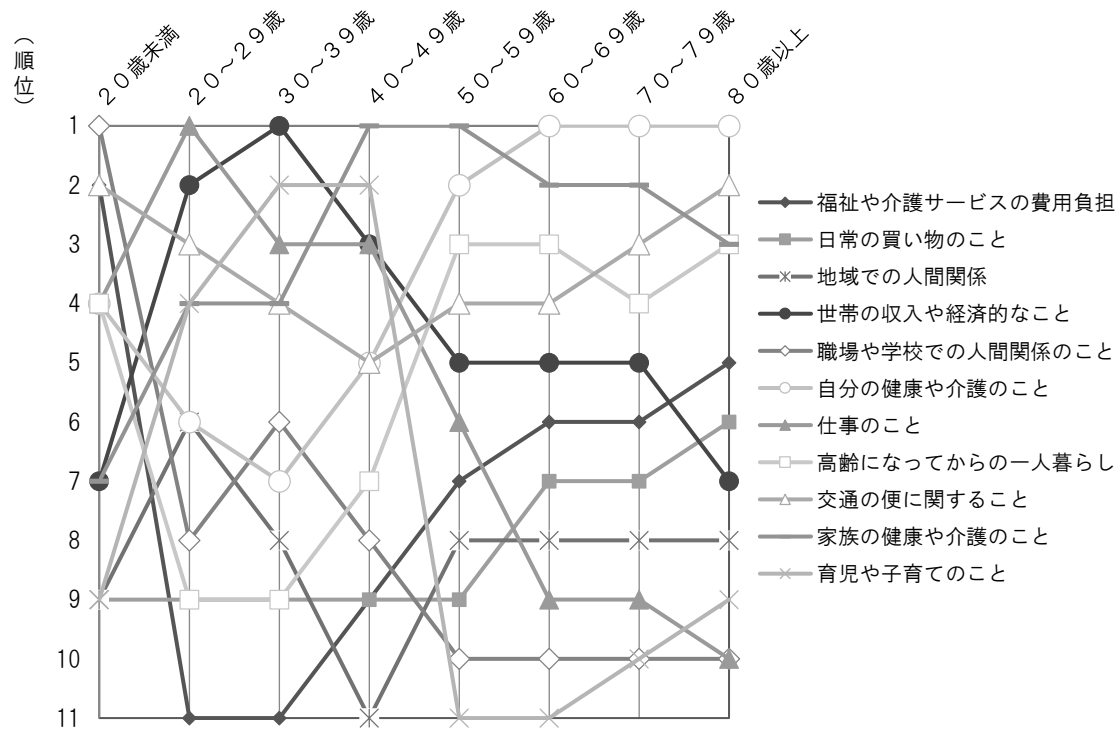 （順位）
２０歳未満
２０～２９歳
３０～３９歳
４０～４９歳
５０～５９歳
６０～６９歳
７０～７９歳
８０歳以上
1
2
3
4
5
6
7
8
9
10
11
福祉や介護サービスの費用負担
日常の買い物のこと
地域での人間関係
世帯の収入や経済的なこと
職場や学校での人間関係のこと
自分の健康や介護のこと
仕事のこと
高齢になってからの一人暮らし
交通の便に関すること
家族の健康や介護のこと
育児や子育てのこと